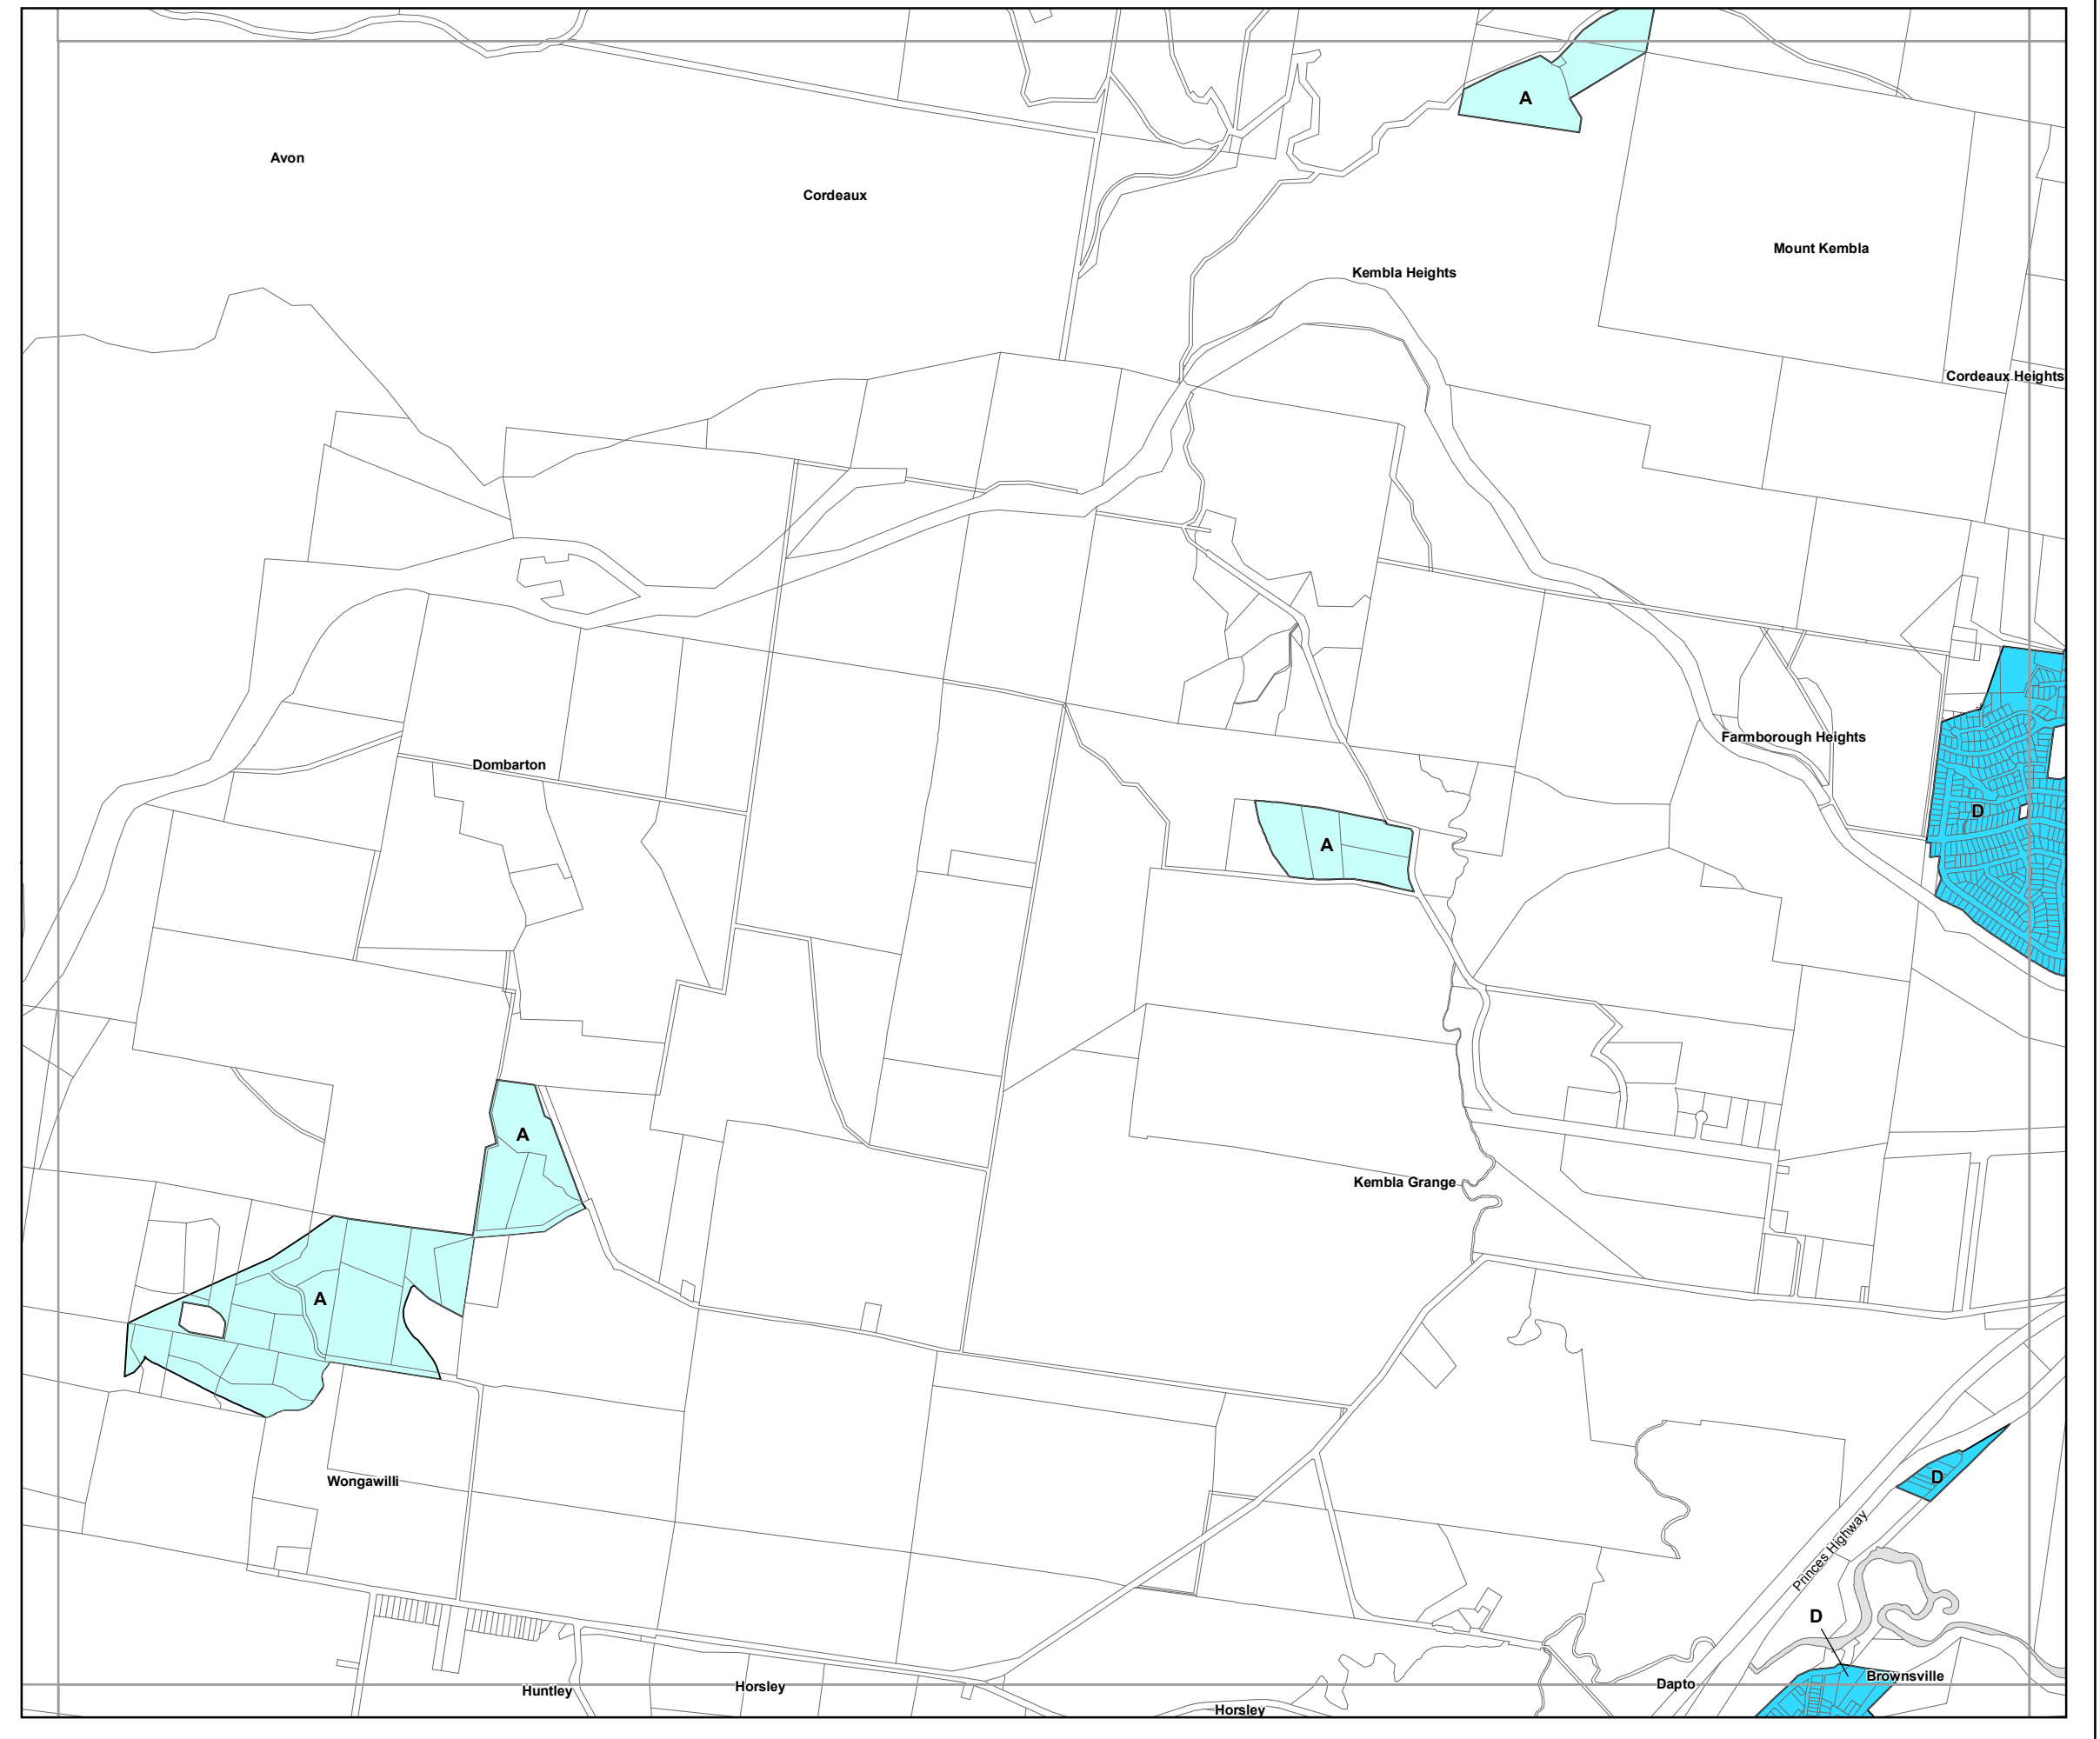 A
Avon
Cordeaux
Mount Kembla
Kembla Heights
Cordeaux Heights
Farmborough Heights
Dombarton
D
A
A
Kembla Grange
A
Wongawilli
D
Princes Highway
D
Brownsville
Dapto
Horsley
Huntley
Horsley